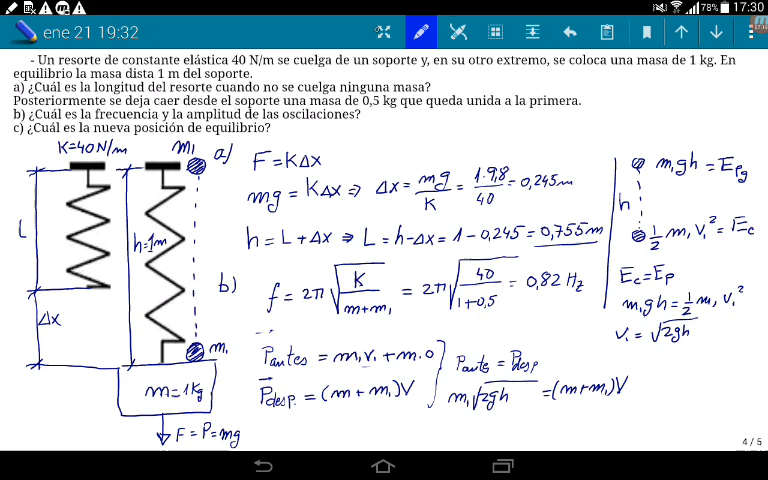 78% 17:30
ene 21 19:32
- Un resorte de constante elástica 40 N/m se cuelga de un soporte y, en su otro extremo, se coloca una masa de 1 kg. En
equilibrio la masa dista 1 m del soporte.
a) ¿Cuál es la longitud del resorte cuando no se cuelga ninguna masa?
Posteriormente se deja caer desde el soporte una masa de 0,5 kg que queda unida a la primera.
b) ¿Cuál es la frecuencia y la amplitud de las oscilaciones?
c) ¿Cuál es la nueva posición de equilibrio?
K=40N/m
m1
L
Δx
h=1m
m1
m=1Kg
F=P=mg
a) F=KΔx
mg = KΔx ⇒ Δx = mg/K = 1·9,8/40 = 0,245m
h = L+Δx ⇒ L = h-Δx = 1-0,245 = 0,755m
b) f = 2π √(K/(m+m1)) = 2π √(40/(1+0,5)) = 0,82 Hz
Pantes = m1v1 + m·0
Pdesp. = (m+m1)V
Pantes = Pdesp
m1√2gh = (m+m1)V
m1gh = Epg
h
½ m1v1² = Ec
Ec=Ep
m1gh = ½ m1v1²
v1 = √2gh
4 / 5